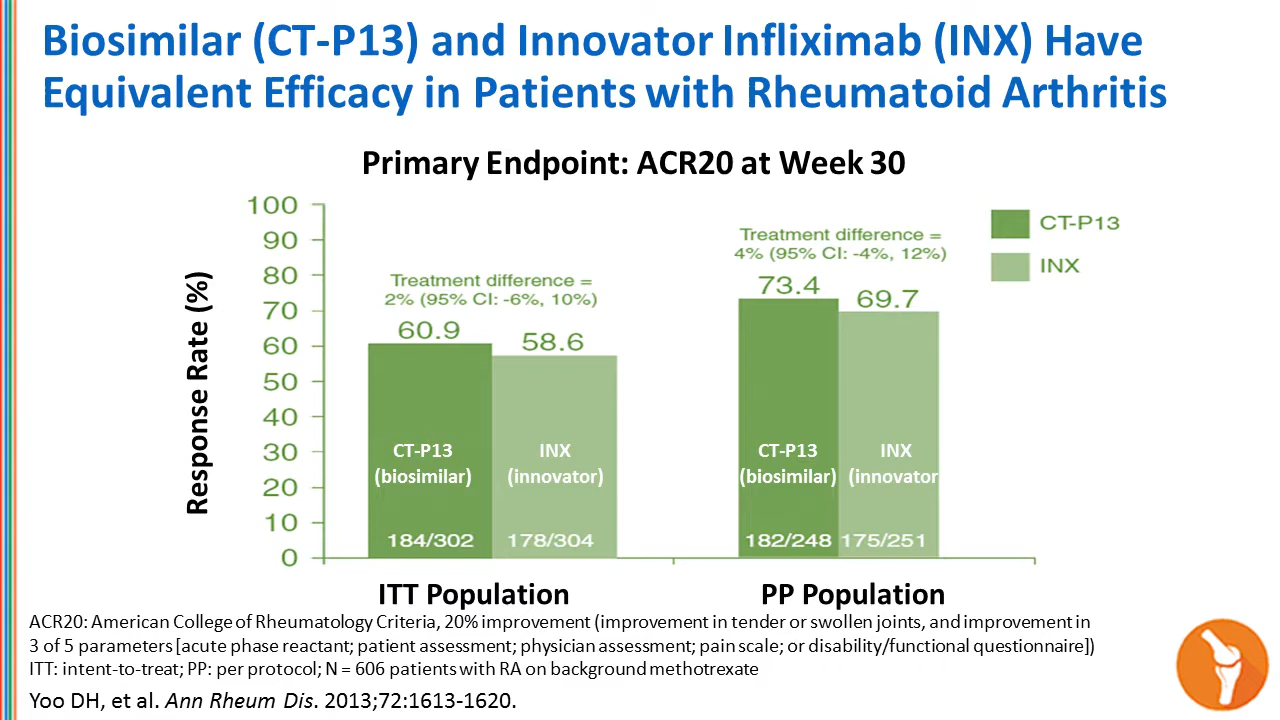 Biosimilar (CT-P13) and Innovator Infliximab (INX) Have
Equivalent Efficacy in Patients with Rheumatoid Arthritis
Primary Endpoint: ACR20 at Week 30
Response Rate (%)
100
90
80
70
60
50
40
30
20
10
0
Treatment difference =
2% (95% CI: -6%, 10%)
60.9
58.6
CT-P13
(biosimilar)
INX
(innovator)
184/302
178/304
ITT Population
Treatment difference =
4% (95% CI: -4%, 12%)
73.4
69.7
CT-P13
(biosimilar)
INX
(innovator
182/248
175/251
PP Population
CT-P13
INX
ACR20: American College of Rheumatology Criteria, 20% improvement (improvement in tender or swollen joints, and improvement in
3 of 5 parameters [acute phase reactant; patient assessment; physician assessment; pain scale; or disability/functional questionnaire])
ITT: intent-to-treat; PP: per protocol; N = 606 patients with RA on background methotrexate
Yoo DH, et al. Ann Rheum Dis. 2013;72:1613-1620.